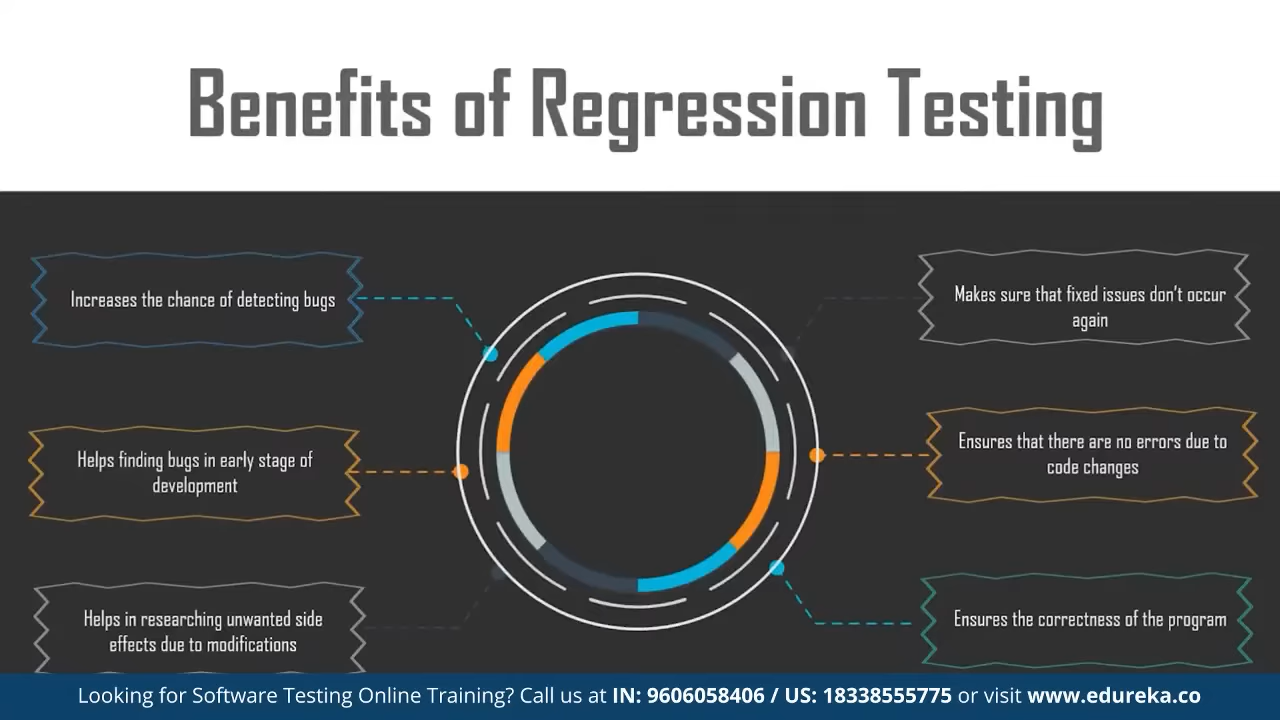 Benefits of Regression Testing
Increases the chance of detecting bugs
Helps finding bugs in early stage of
development
Helps in researching unwanted side
effects due to modifications
Makes sure that fixed issues don't occur
again
Ensures that there are no errors due to
code changes
Ensures the correctness of the program
Looking for Software Testing Online Training? Call us at IN: 9606058406 / US: 18338555775 or visit www.edureka.co